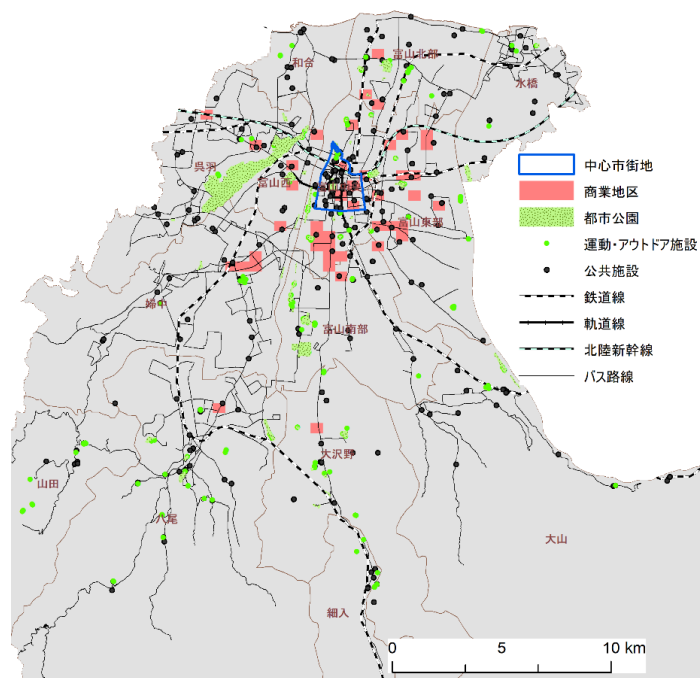 富山北部
和合
水橋
呉羽
富山西
富山東部
婦中
富山南部
大沢野
山田
八尾
大山
細入
中心市街地
商業地区
都市公園
運動・アウトドア施設
公共施設
鉄道線
軌道線
北陸新幹線
バス路線
0 5 10 km